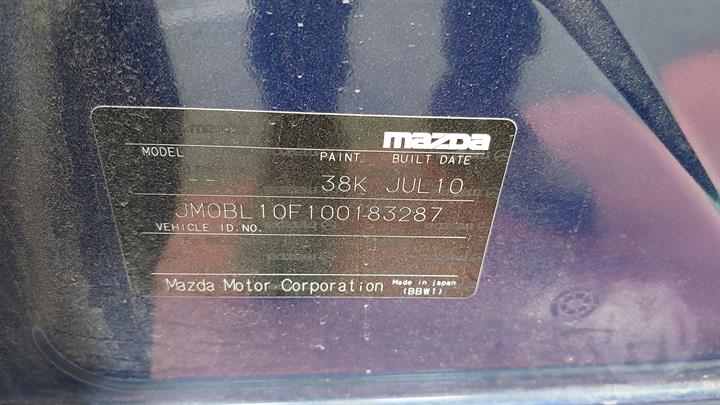 mazda
MODEL PAINT BUILT DATE
-- 38K JUL10
JM0BL10F100183287
VEHICLE ID.NO.
Mazda Motor Corporation Made in japan
(BBW1)